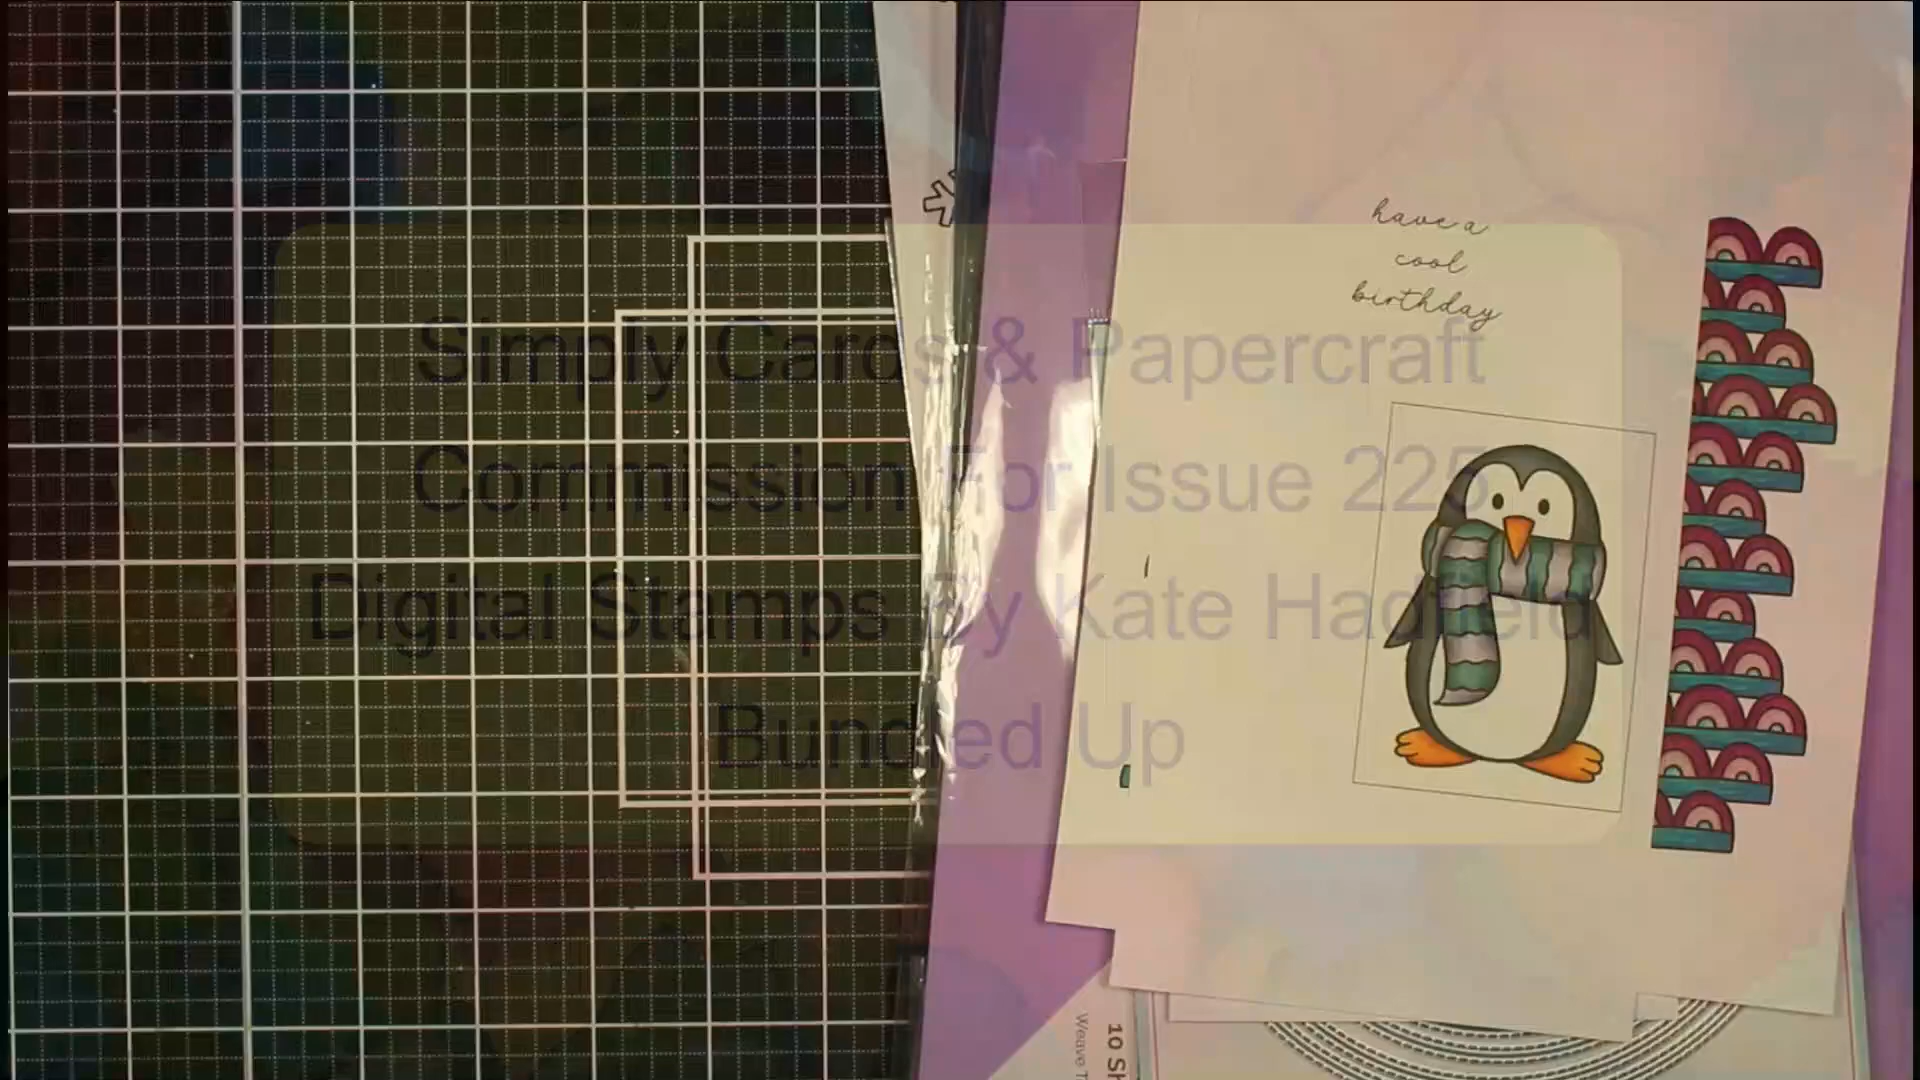 have a
cool
birthday
Simply Cards & Papercraft
Commission For Issue 225
Digital Stamps By Kate Hadfield
Bundled Up
10 Sh
Weave T